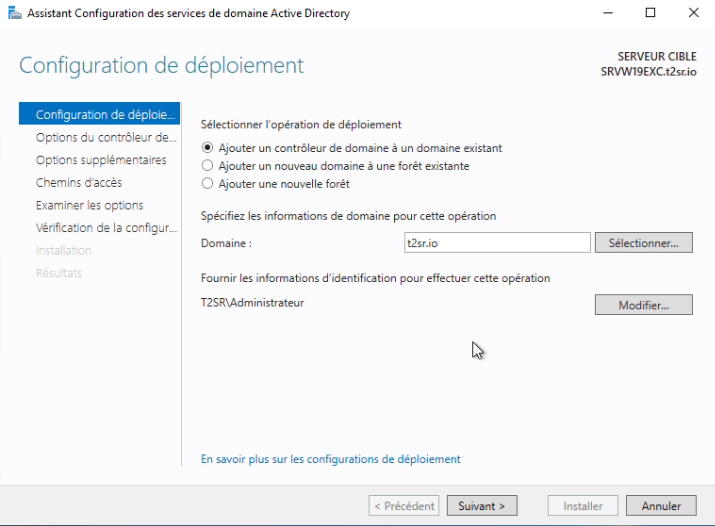 Assistant Configuration des services de domaine Active Directory
Configuration de déploiement
SERVEUR CIBLE
SRVW19EXC.t2sr.io
Configuration de déploie...
Options du contrôleur de...
Options supplémentaires
Chemins d'accès
Examiner les options
Vérification de la configur...
Installation
Résultats
Sélectionner l'opération de déploiement
Ajouter un contrôleur de domaine à un domaine existant
Ajouter un nouveau domaine à une forêt existante
Ajouter une nouvelle forêt
Spécifiez les informations de domaine pour cette opération
Domaine :
t2sr.io
Sélectionner...
Fournir les informations d'identification pour effectuer cette opération
T2SR\Administrateur
Modifier...
En savoir plus sur les configurations de déploiement
< Précédent
Suivant >
Installer
Annuler